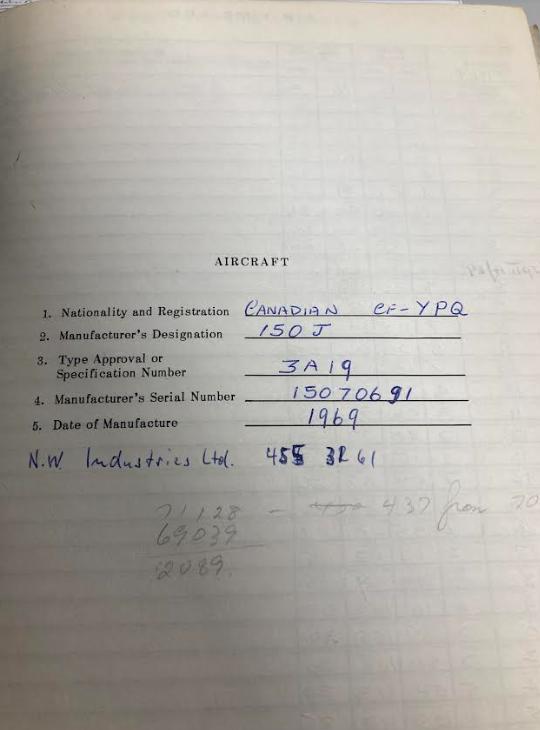 AIRCRAFT
1. Nationality and Registration CANADIAN CF-YPQ
2. Manufacturer's Designation 150 J
3. Type Approval or
Specification Number 3A19
4. Manufacturer's Serial Number 15070691
5. Date of Manufacture 1969
N.W. Industries Ltd. 455 3261
71128 - 437 from 70
69039
2089.